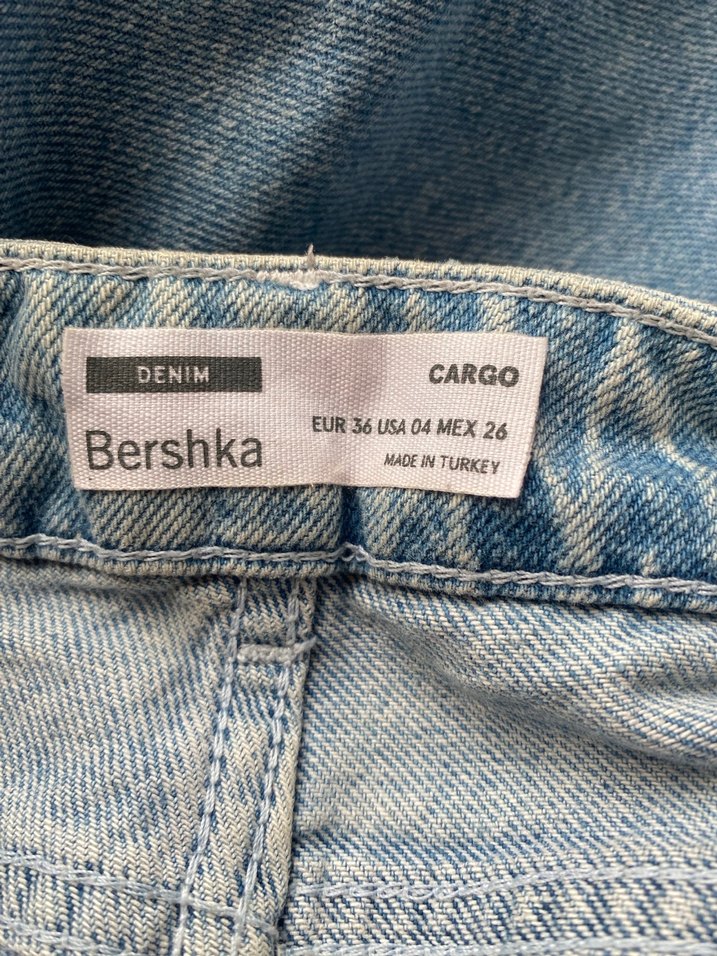 DENIM
Bershka
CARGO
EUR 36 USA 04 MEX 26
MADE IN TURKEY